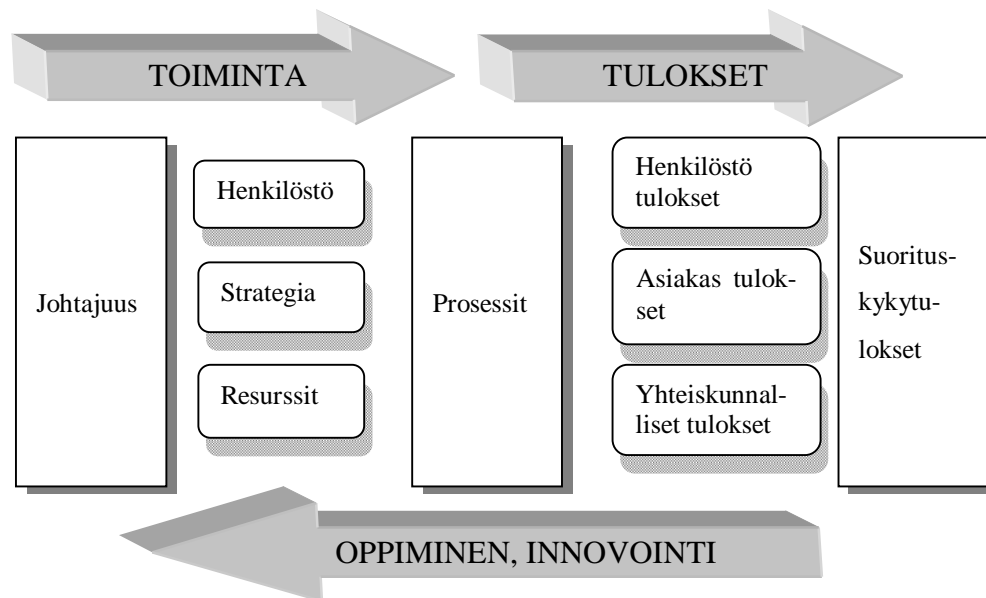 TOIMINTA
TULOKSET
Johtajuus
Henkilöstö
Strategia
Resurssit
Prosessit
Henkilöstö
tulokset
Asiakas tulok-
set
Yhteiskunnal-
liset tulokset
Suoritus-
kykytu-
lokset
OPPIMINEN, INNOVOINTI